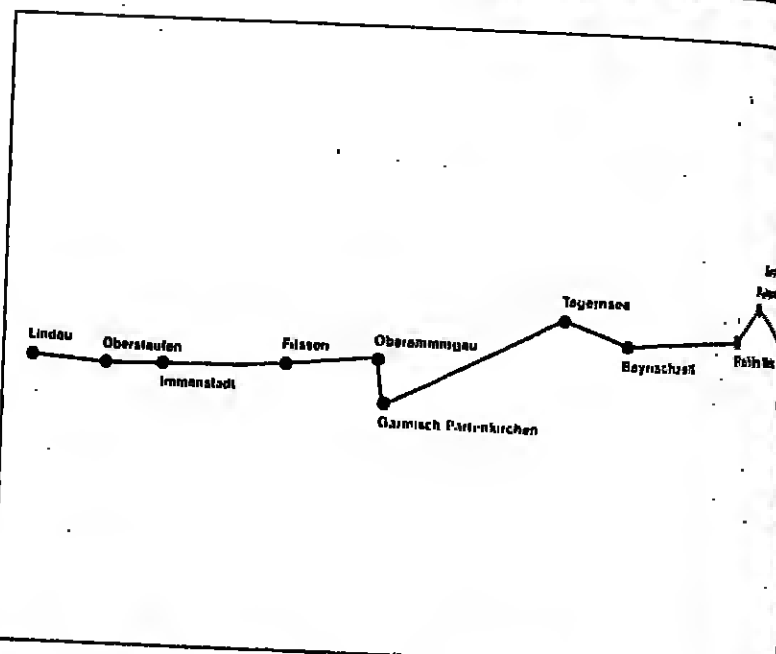 Lindau
Oberstaufen
Immenstadt
Füssen
Oberammergau
Garmisch Partenkirchen
Tegernsee
Bayrischzell